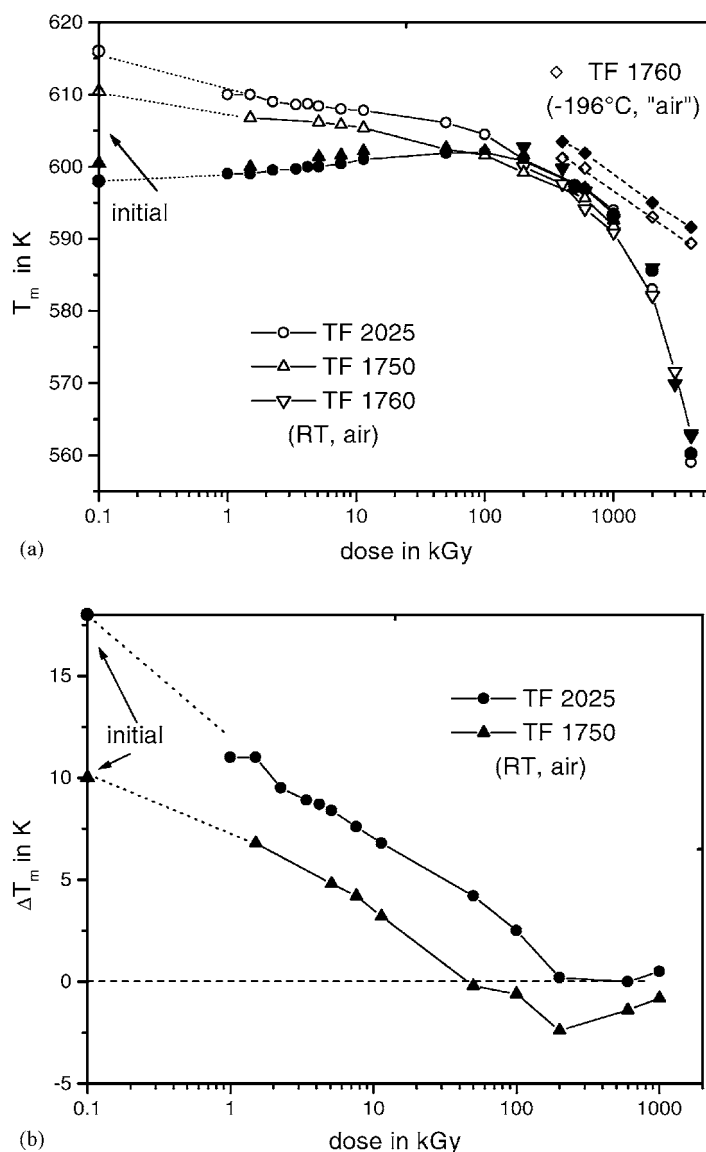 620
610
600
590
580
570
560
T_m in K
initial
TF 1760
(-196°C, "air")
TF 2025
TF 1750
TF 1760
(RT, air)
0.1 1 10 100 1000
(a)
dose in kGy
15
10
5
0
-5
ΔT_m in K
initial
TF 2025
TF 1750
(RT, air)
0.1 1 10 100 1000
(b)
dose in kGy